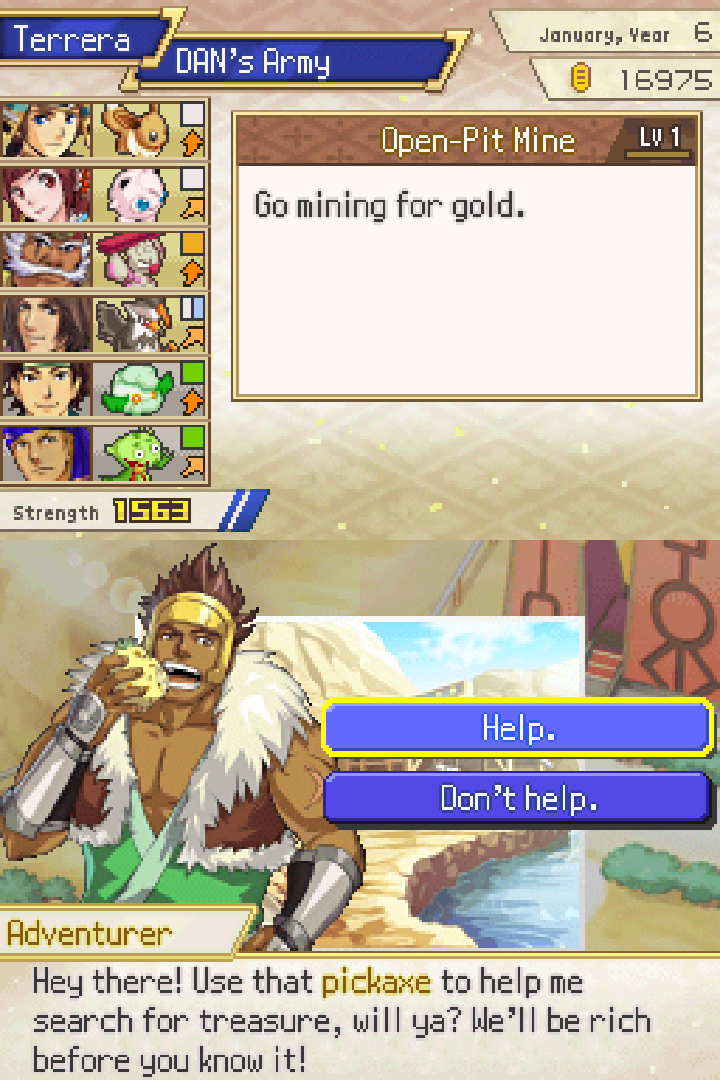 Terrera
DAN's Army
January, Year 6
16975
Open-Pit Mine Lv 1
Go mining for gold.
Strength 1563
Help.
Don't help.
Adventurer
Hey there! Use that pickaxe to help me
search for treasure, will ya? We'll be rich
before you know it!